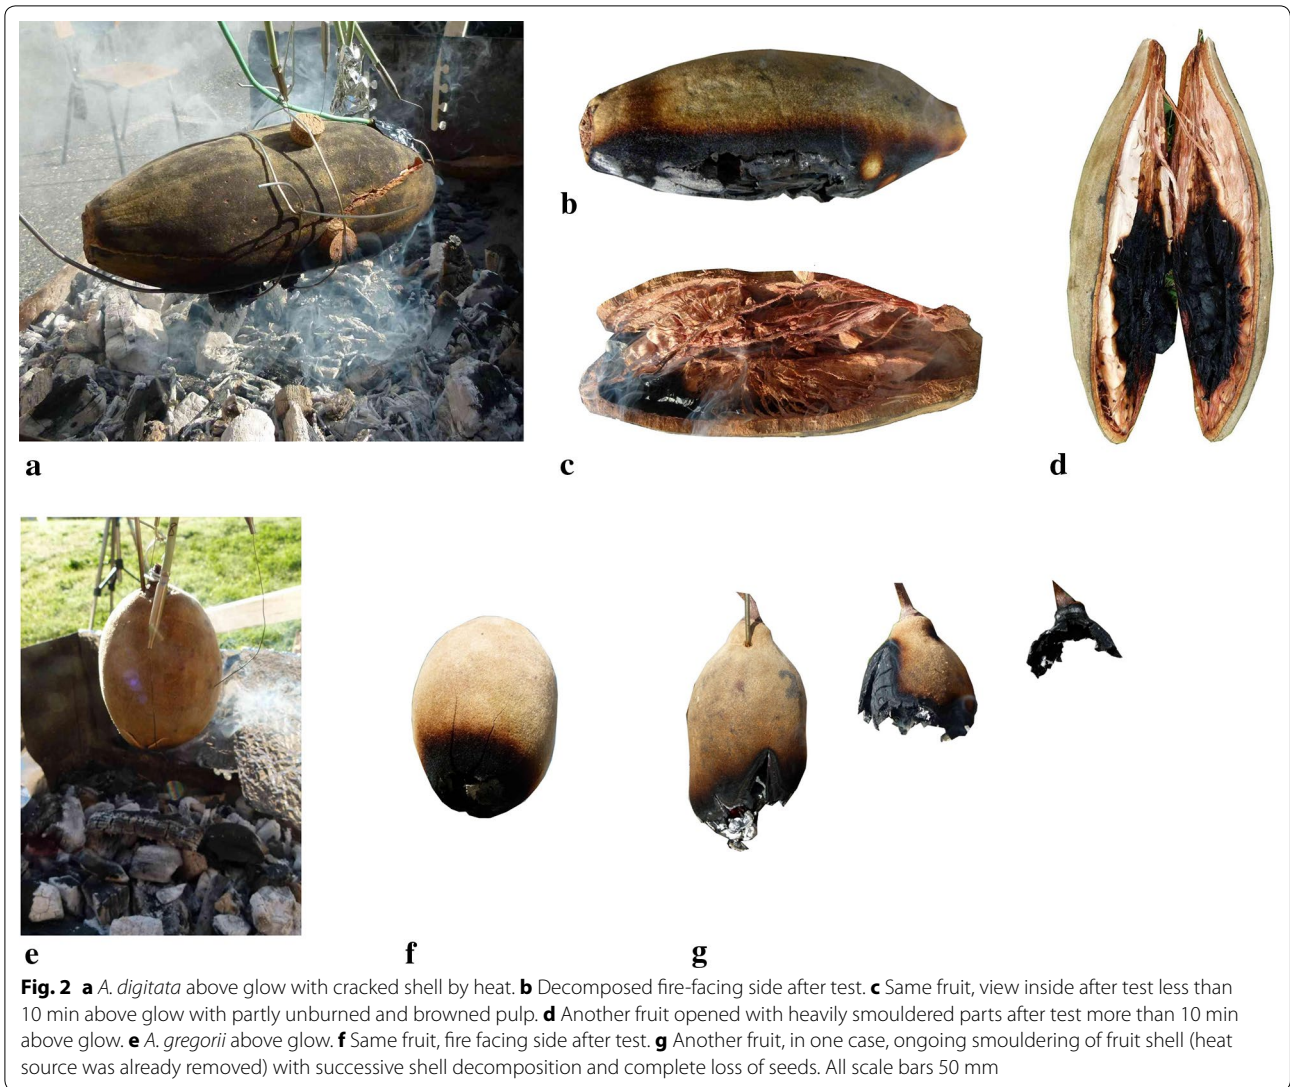 a
b
c
d
e
f
g
Fig. 2 a A. digitata above glow with cracked shell by heat. b Decomposed fire-facing side after test. c Same fruit, view inside after test less than
10 min above glow with partly unburned and browned pulp. d Another fruit opened with heavily smouldered parts after test more than 10 min
above glow. e A. gregorii above glow. f Same fruit, fire facing side after test. g Another fruit, in one case, ongoing smouldering of fruit shell (heat
source was already removed) with successive shell decomposition and complete loss of seeds. All scale bars 50 mm